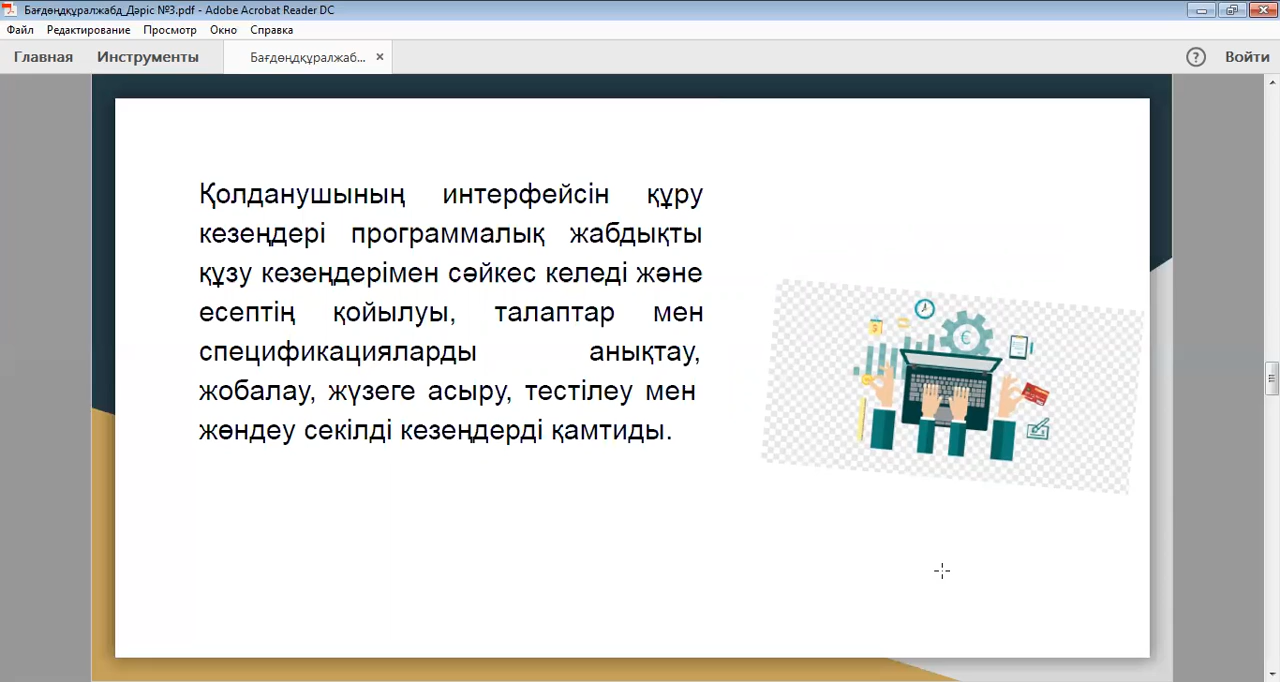 Бағдөңдқұралжабд_Дәріс №3.pdf - Adobe Acrobat Reader DC
Файл Редактирование Просмотр Окно Справка
Главная Инструменты Бағдөңдқұралжаб... × ? Войти
Қолданушының интерфейсін құру
кезеңдері программалық жабдықты
құзу кезеңдерімен сәйкес келеді және
есептің қойылуы, талаптар мен
спецификацияларды анықтау,
жобалау, жүзеге асыру, тестілеу мен
жөндеу секілді кезеңдерді қамтиды.